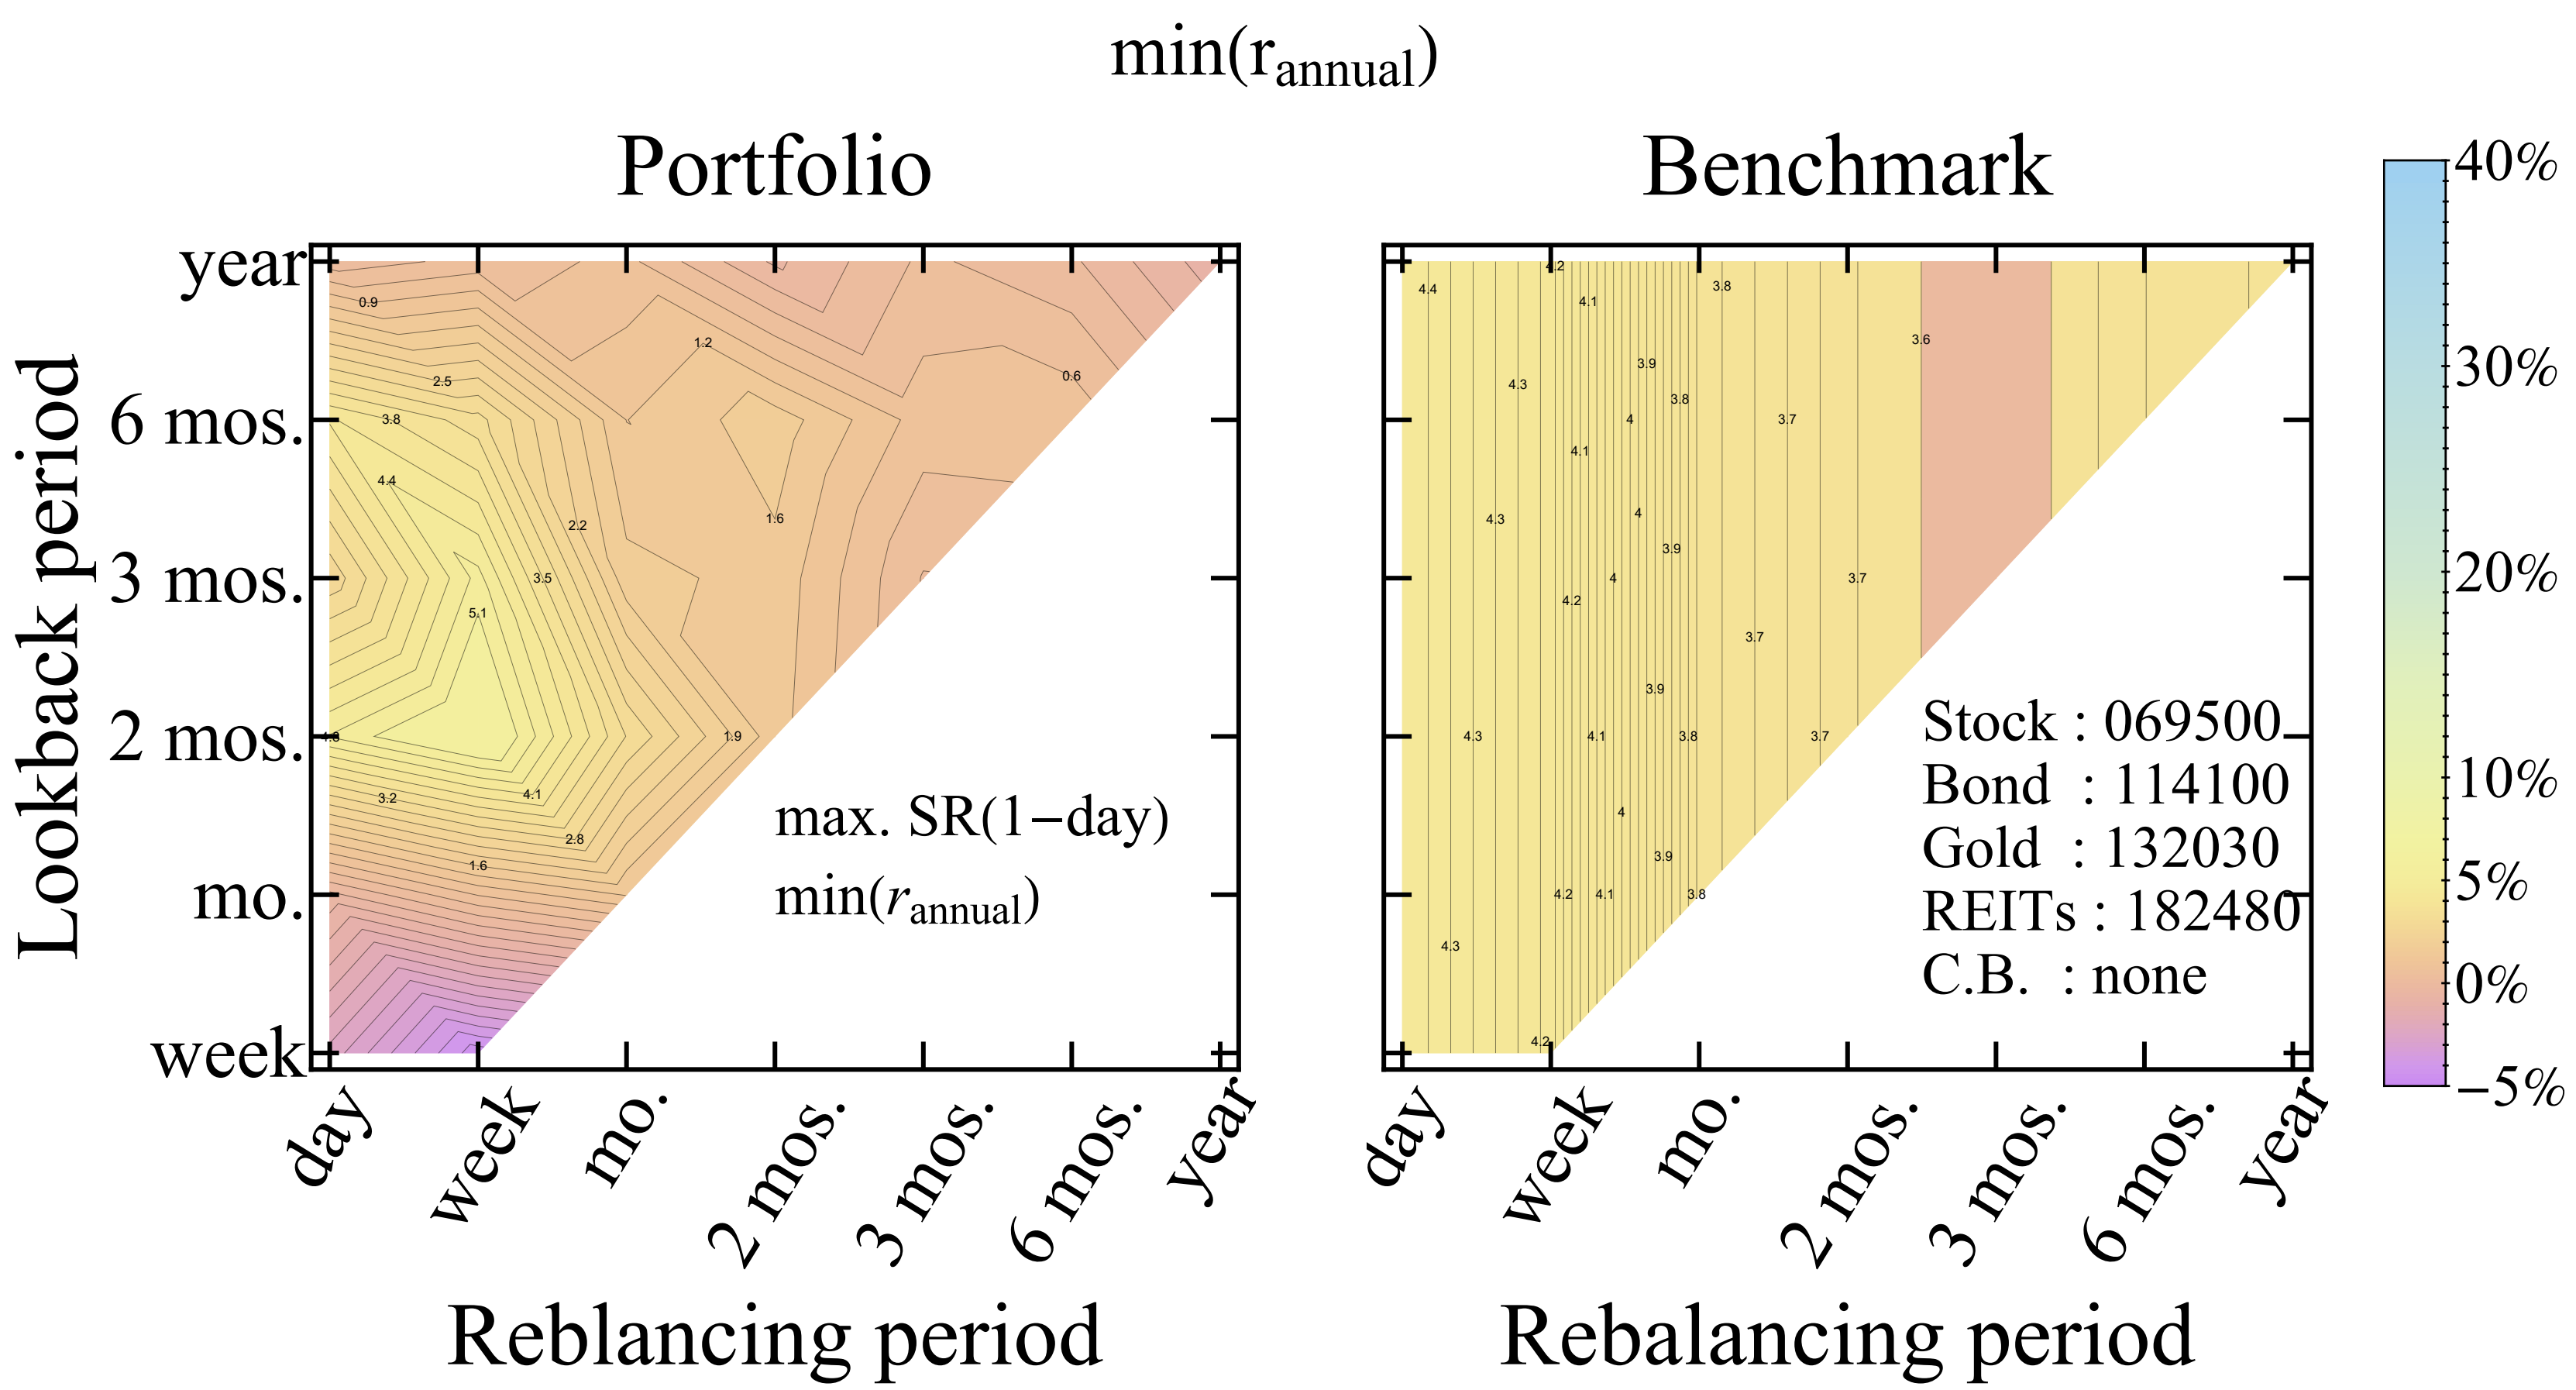 min(r_annual)
Portfolio
Benchmark
Lookback period
year
6 mos.
3 mos.
2 mos.
mo.
week
0.9
1.2
2.5
0.6
3.8
4.4
1.6
2.2
3.5
5.1
1.9
3.2
4.1
2.8
1.6
max. SR(1−day)
min(r_annual)
day
week
mo.
2 mos.
3 mos.
6 mos.
year
Reblancing period
4.2
4.4
4.1
3.8
3.6
3.9
4.3
3.8
4
3.7
4.1
4
4.3
3.9
4
3.7
4.2
3.7
3.9
4.3
4.1
3.8
3.7
4
3.9
4.2
4.1
3.8
4.3
4.2
Stock : 069500
Bond : 114100
Gold : 132030
REITs : 182480
C.B. : none
day
week
mo.
2 mos.
3 mos.
6 mos.
year
Rebalancing period
40%
30%
20%
10%
5%
0%
−5%